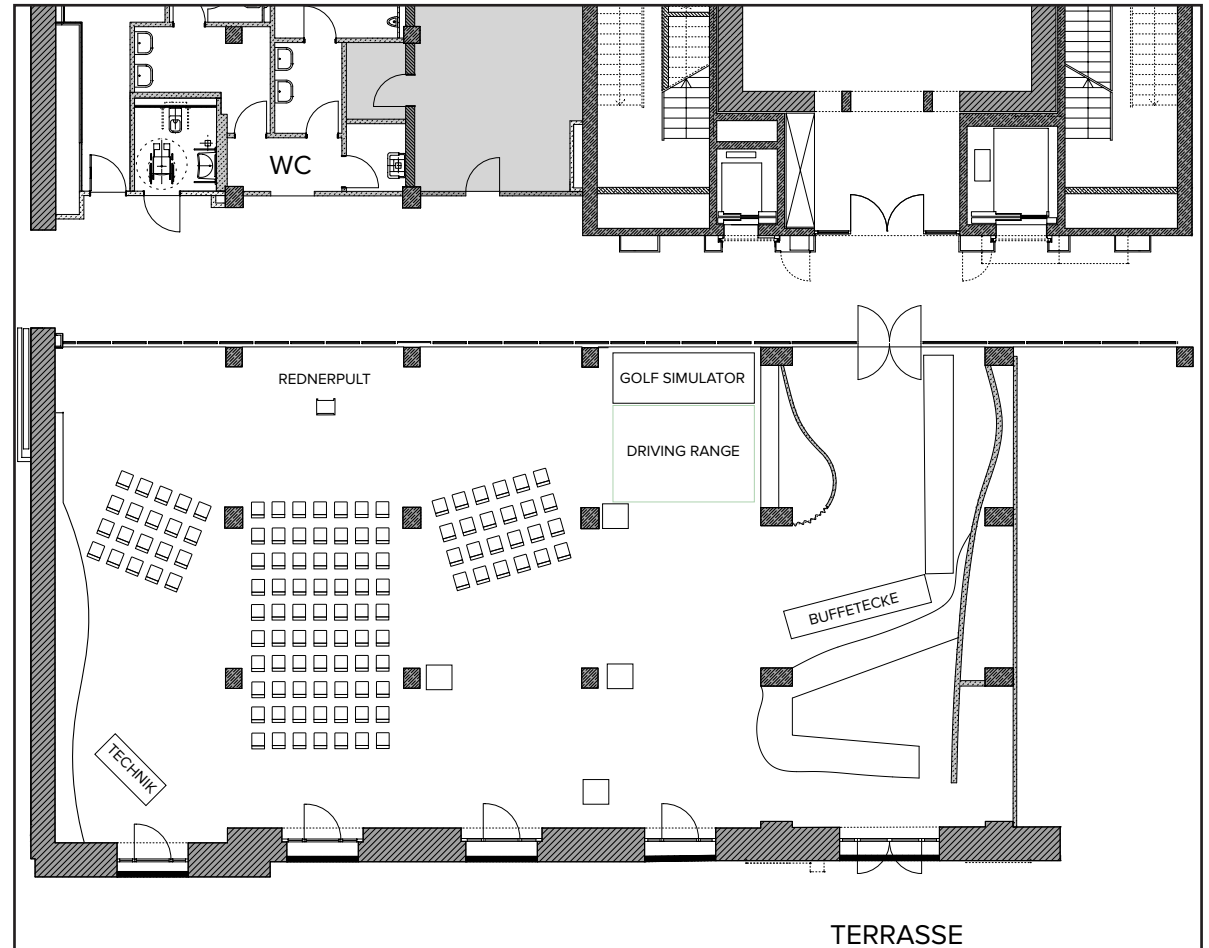 WC
REDNERPULT
GOLF SIMULATOR
DRIVING RANGE
BUFFETECKE
TECHNIK
TERRASSE